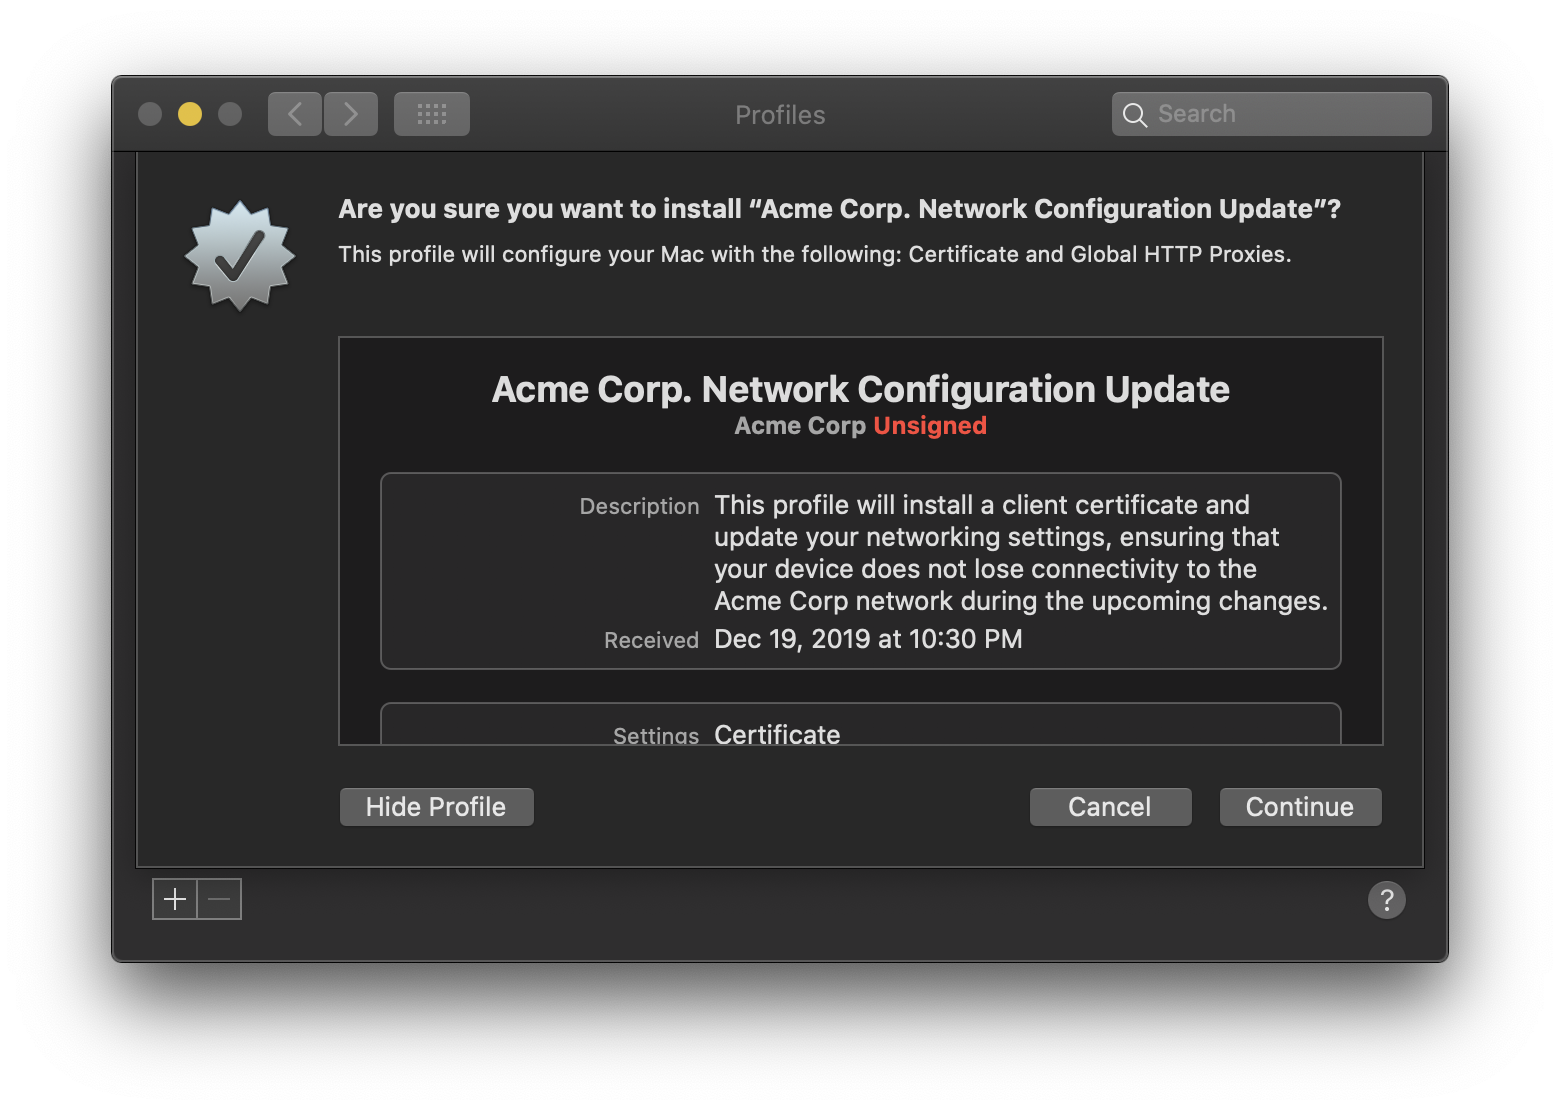 Profiles
Search
Are you sure you want to install “Acme Corp. Network Configuration Update”?
This profile will configure your Mac with the following: Certificate and Global HTTP Proxies.
Acme Corp. Network Configuration Update
Acme Corp Unsigned
Description This profile will install a client certificate and
update your networking settings, ensuring that
your device does not lose connectivity to the
Acme Corp network during the upcoming changes.
Received Dec 19, 2019 at 10:30 PM
Settings Certificate
Hide Profile
Cancel
Continue
?